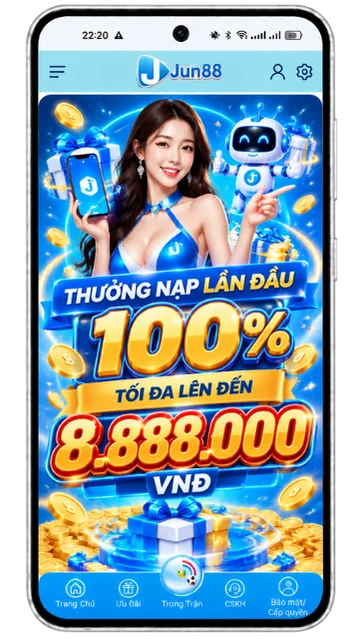 22:20
Jun88
THƯỞNG NẠP LẦN ĐẦU
100%
TỐI ĐA LÊN ĐẾN
8.888.000
VNĐ
Trang Chủ
Ưu Đãi
Trong Trận
CSKH
Bảo mật/
Cấp quyền